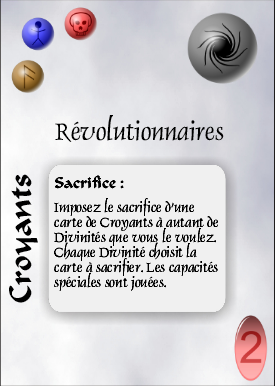 Révolutionnaires
Croyants
Sacrifice :
Imposez le sacrifice d'une
carte de Croyants à autant de
Divinités que vous le voulez.
Chaque Divinité choisit la
carte à sacrifier. Les capacités
spéciales sont jouées.
2